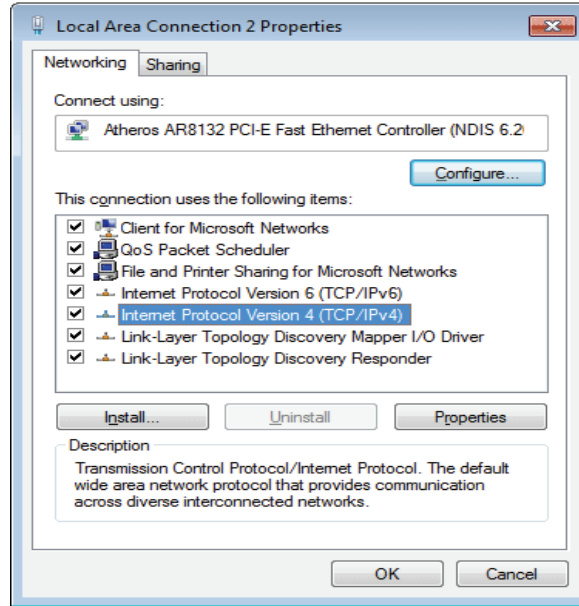 Local Area Connection 2 Properties
Networking
Sharing
Connect using:
Atheros AR8132 PCI-E Fast Ethernet Controller (NDIS 6.2
Configure...
This connection uses the following items:
Client for Microsoft Networks
QoS Packet Scheduler
File and Printer Sharing for Microsoft Networks
Internet Protocol Version 6 (TCP/IPv6)
Internet Protocol Version 4 (TCP/IPv4)
Link-Layer Topology Discovery Mapper I/O Driver
Link-Layer Topology Discovery Responder
Install...
Uninstall
Properties
Description
Transmission Control Protocol/Internet Protocol. The default
wide area network protocol that provides communication
across diverse interconnected networks.
OK
Cancel